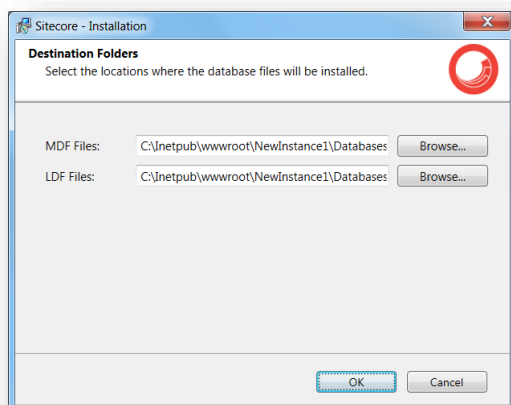 Sitecore - Installation
Destination Folders
Select the locations where the database files will be installed.
MDF Files: C:\Inetpub\wwwroot\NewInstance1\Databases Browse...
LDF Files: C:\Inetpub\wwwroot\NewInstance1\Databases Browse...
OK Cancel